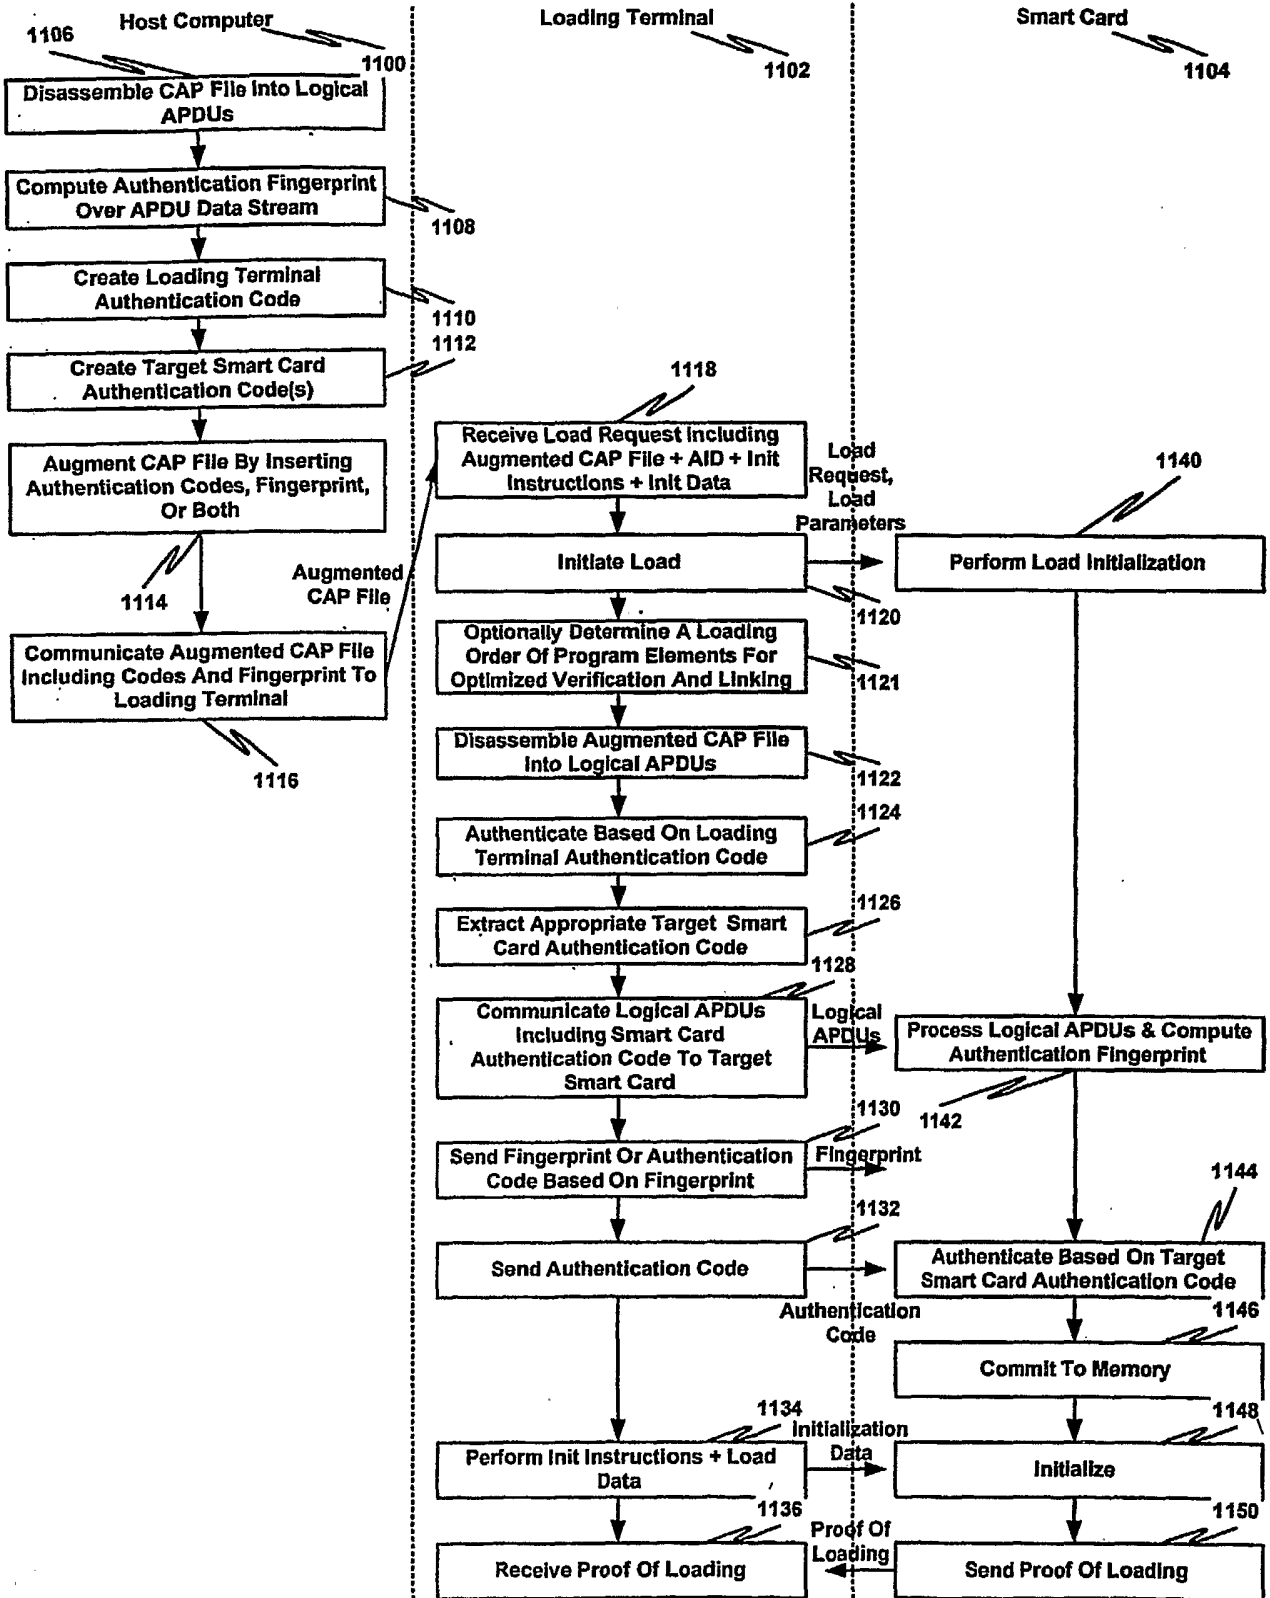 Host Computer
1100
1106
Disassemble CAP File Into Logical
APDUs
Compute Authentication Fingerprint
Over APDU Data Stream
1108
Create Loading Terminal
Authentication Code
1110
1112
Create Target Smart Card
Authentication Code(s)
Augment CAP File By Inserting
Authentication Codes, Fingerprint,
Or Both
1114
Augmented
CAP File
Communicate Augmented CAP File
Including Codes And Fingerprint To
Loading Terminal
1116
Loading Terminal
1102
1118
Receive Load Request Including
Augmented CAP File + AID + Init
Instructions + Init Data
Load
Request,
Load
Parameters
Initiate Load
1120
Optionally Determine A Loading
Order Of Program Elements For
Optimized Verification And Linking
1121
Disassemble Augmented CAP File
Into Logical APDUs
1122
1124
Authenticate Based On Loading
Terminal Authentication Code
1126
Extract Appropriate Target Smart
Card Authentication Code
1128
Communicate Logical APDUs
Including Smart Card
Authentication Code To Target
Smart Card
Logical
APDUs
1130
Send Fingerprint Or Authentication
Code Based On Fingerprint
Fingerprint
1132
Send Authentication Code
Authentication
Code
1134
Perform Init Instructions + Load
Data
Initialization
Data
1136
Receive Proof Of Loading
Proof Of
Loading
Smart Card
1104
1140
Perform Load Initialization
Process Logical APDUs & Compute
Authentication Fingerprint
1142
1144
Authenticate Based On Target
Smart Card Authentication Code
1146
Commit To Memory
1148
Initialize
1150
Send Proof Of Loading